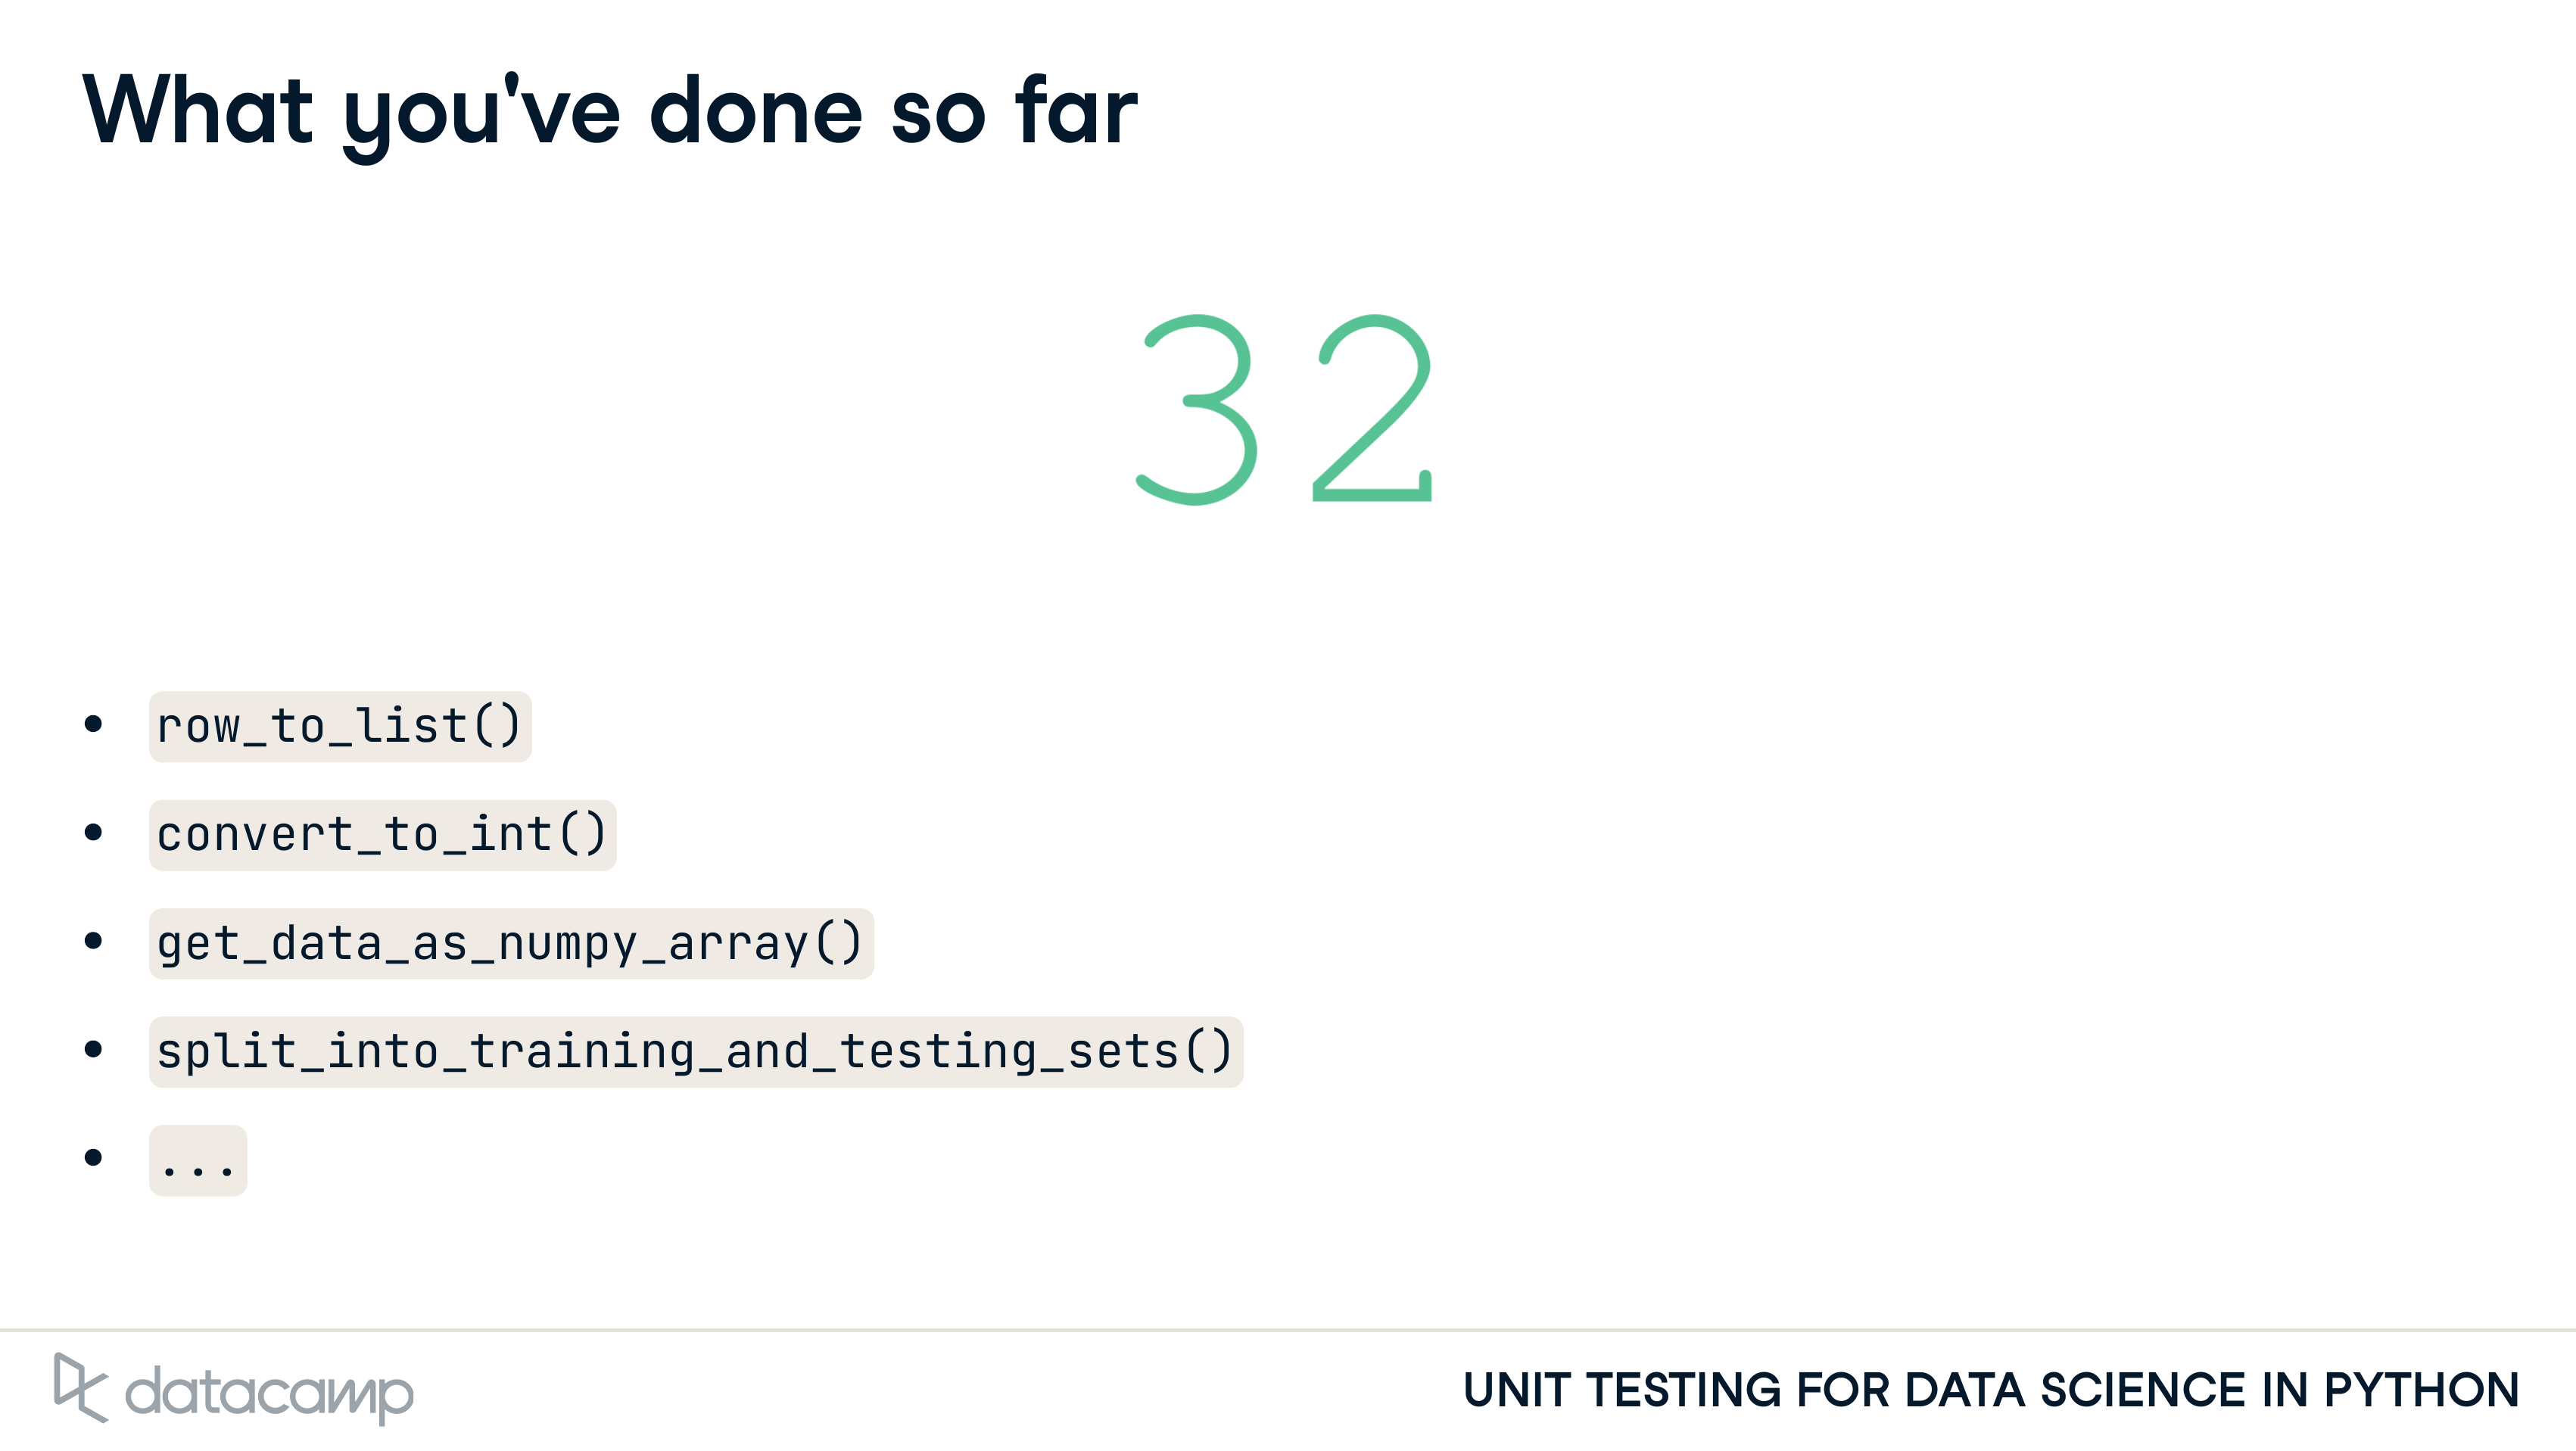 What you've done so far
32
• row_to_list()
• convert_to_int()
• get_data_as_numpy_array()
• split_into_training_and_testing_sets()
• ...
datacamp
UNIT TESTING FOR DATA SCIENCE IN PYTHON